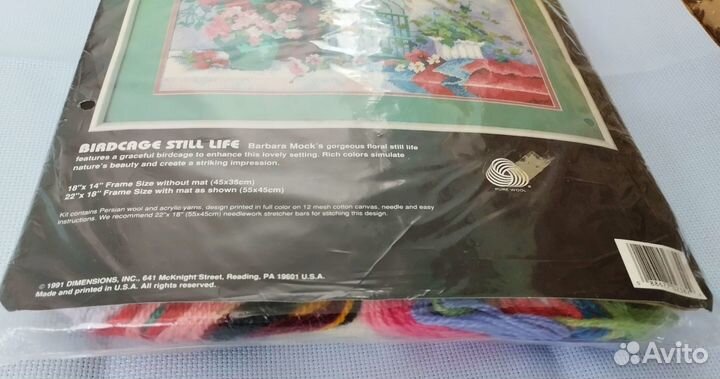 BIRDCAGE STILL LIFE Barbara Mock's gorgeous floral still life
features a graceful birdcage to enhance this lovely setting. Rich colors simulate
nature's beauty and create a striking impression.
18"x 14" Frame Size without mat (45x35cm)
22"x 18" Frame Size with mat as shown (55x45cm)
Kit contains Persian wool and acrylic yarns, design printed in full color on 12 mesh cotton canvas, needle and easy
instructions. We recommend 22"x 18" (55x45cm) needlework stretcher bars for stitching this design.
PURE WOOL
© 1991 DIMENSIONS, INC., 641 McKnight Street, Reading, PA 19601 U.S.A.
Made and printed in U.S.A. All rights reserved.
Avito